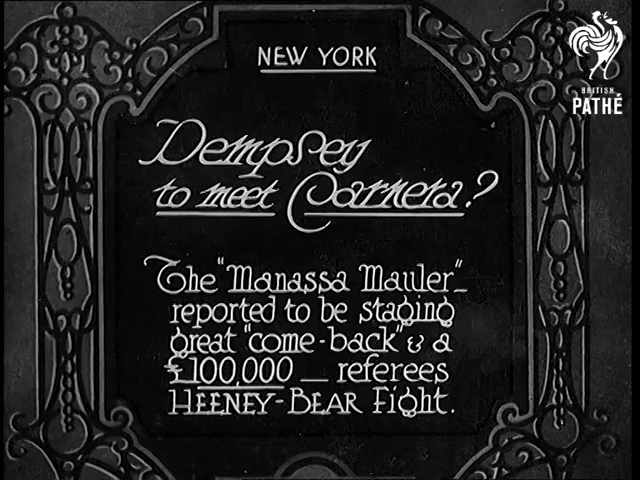 NEW YORK
BRITISH
PATHÉ
Dempsey
to meet Carnera?
The "Manassa Mauler"_
reported to be staging
great "come-back" & a
£100,000 _ referees
HEENEY-BEAR Fight.